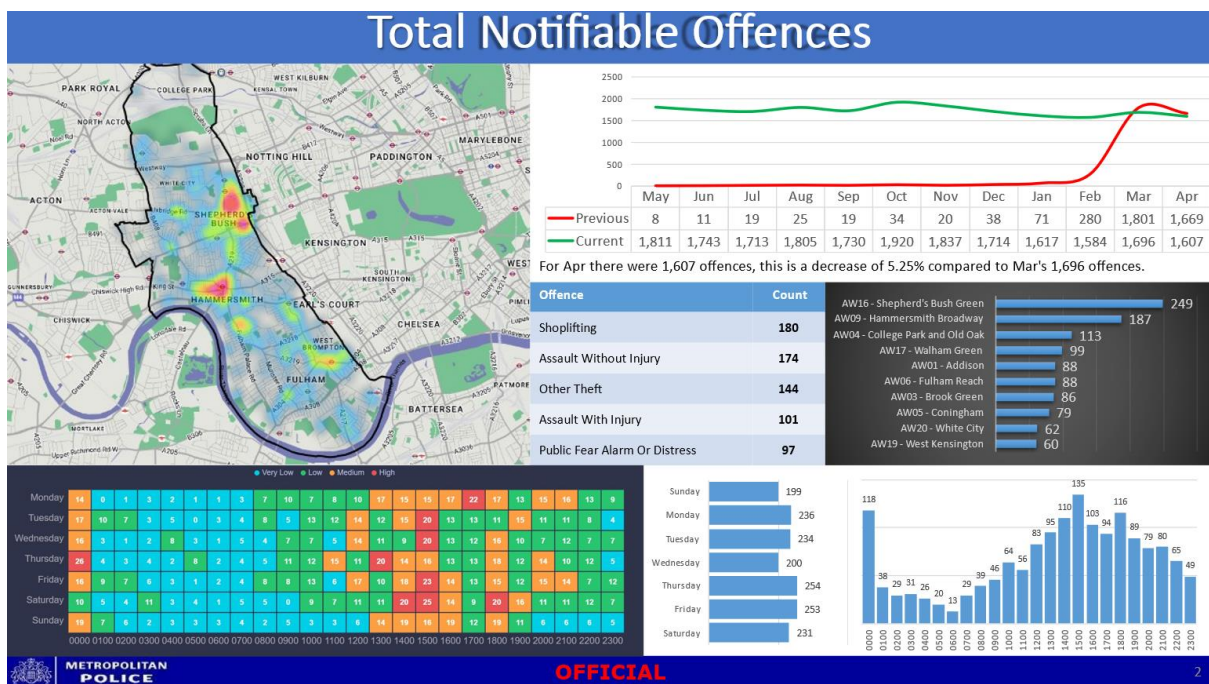 Total Notifiable Offences
PARK ROYAL
COLLEGE PARK
WEST KILBURN
KENSAL TOWN
NORTH ACTON
MARYLEBONE
Westway
NOTTING HILL
PADDINGTON
WHITE CITY
ACTON
ACTON VALE
SHEPHERD'S
BUSH
KENSINGTON
SOUTH
KENSINGTON
GUNNERSBURY
Chiswick High Rd
King St
HAMMERSMITH
EARL'S COURT
CHISWICK
CHELSEA
WEST
BROMPTON
FULHAM
BATTERSEA
MORTLAKE
Upper Richmond Rd W
2500
2000
1500
1000
500
0
May Jun Jul Aug Sep Oct Nov Dec Jan Feb Mar Apr
Previous 8 11 19 25 19 34 20 38 71 280 1,801 1,669
Current 1,811 1,743 1,713 1,805 1,730 1,920 1,837 1,714 1,617 1,584 1,696 1,607
For Apr there were 1,607 offences, this is a decrease of 5.25% compared to Mar's 1,696 offences.
Offence Count
Shoplifting 180
Assault Without Injury 174
Other Theft 144
Assault With Injury 101
Public Fear Alarm Or Distress 97
AW16 - Shepherd's Bush Green 249
AW09 - Hammersmith Broadway 187
AW04 - College Park and Old Oak 113
AW17 - Walham Green 99
AW01 - Addison 88
AW06 - Fulham Reach 88
AW03 - Brook Green 86
AW05 - Coningham 79
AW20 - White City 62
AW19 - West Kensington 60
Very Low Low Medium High
Monday 14 0 1 3 2 1 1 3 7 10 7 8 10 17 15 15 17 22 17 13 15 16 13 9
Tuesday 17 10 7 3 5 0 3 4 8 5 13 12 14 12 15 20 13 13 11 15 11 11 8 4
Wednesday 16 3 1 2 8 3 1 5 4 7 7 5 14 11 9 20 13 12 16 10 7 12 7 7
Thursday 26 4 3 4 2 8 2 4 5 11 12 15 11 20 14 16 13 13 18 12 14 10 12 5
Friday 16 9 7 6 3 1 2 4 8 8 13 6 17 10 18 23 14 13 15 12 15 14 7 12
Saturday 10 5 4 11 3 4 1 5 5 0 9 7 11 11 20 25 14 9 20 16 11 11 12 7
Sunday 19 7 6 2 3 3 3 4 2 5 3 3 6 14 19 16 19 12 19 11 6 6 6 5
0000 0100 0200 0300 0400 0500 0600 0700 0800 0900 1000 1100 1200 1300 1400 1500 1600 1700 1800 1900 2000 2100 2200 2300
Sunday 199
Monday 236
Tuesday 234
Wednesday 200
Thursday 254
Friday 253
Saturday 231
118 38 29 31 26 20 13 29 39 46 64 56 83 95 110 135 103 94 116 89 79 80 65 49
0000 0100 0200 0300 0400 0500 0600 0700 0800 0900 1000 1100 1200 1300 1400 1500 1600 1700 1800 1900 2000 2100 2200 2300
METROPOLITAN
POLICE
OFFICIAL
2